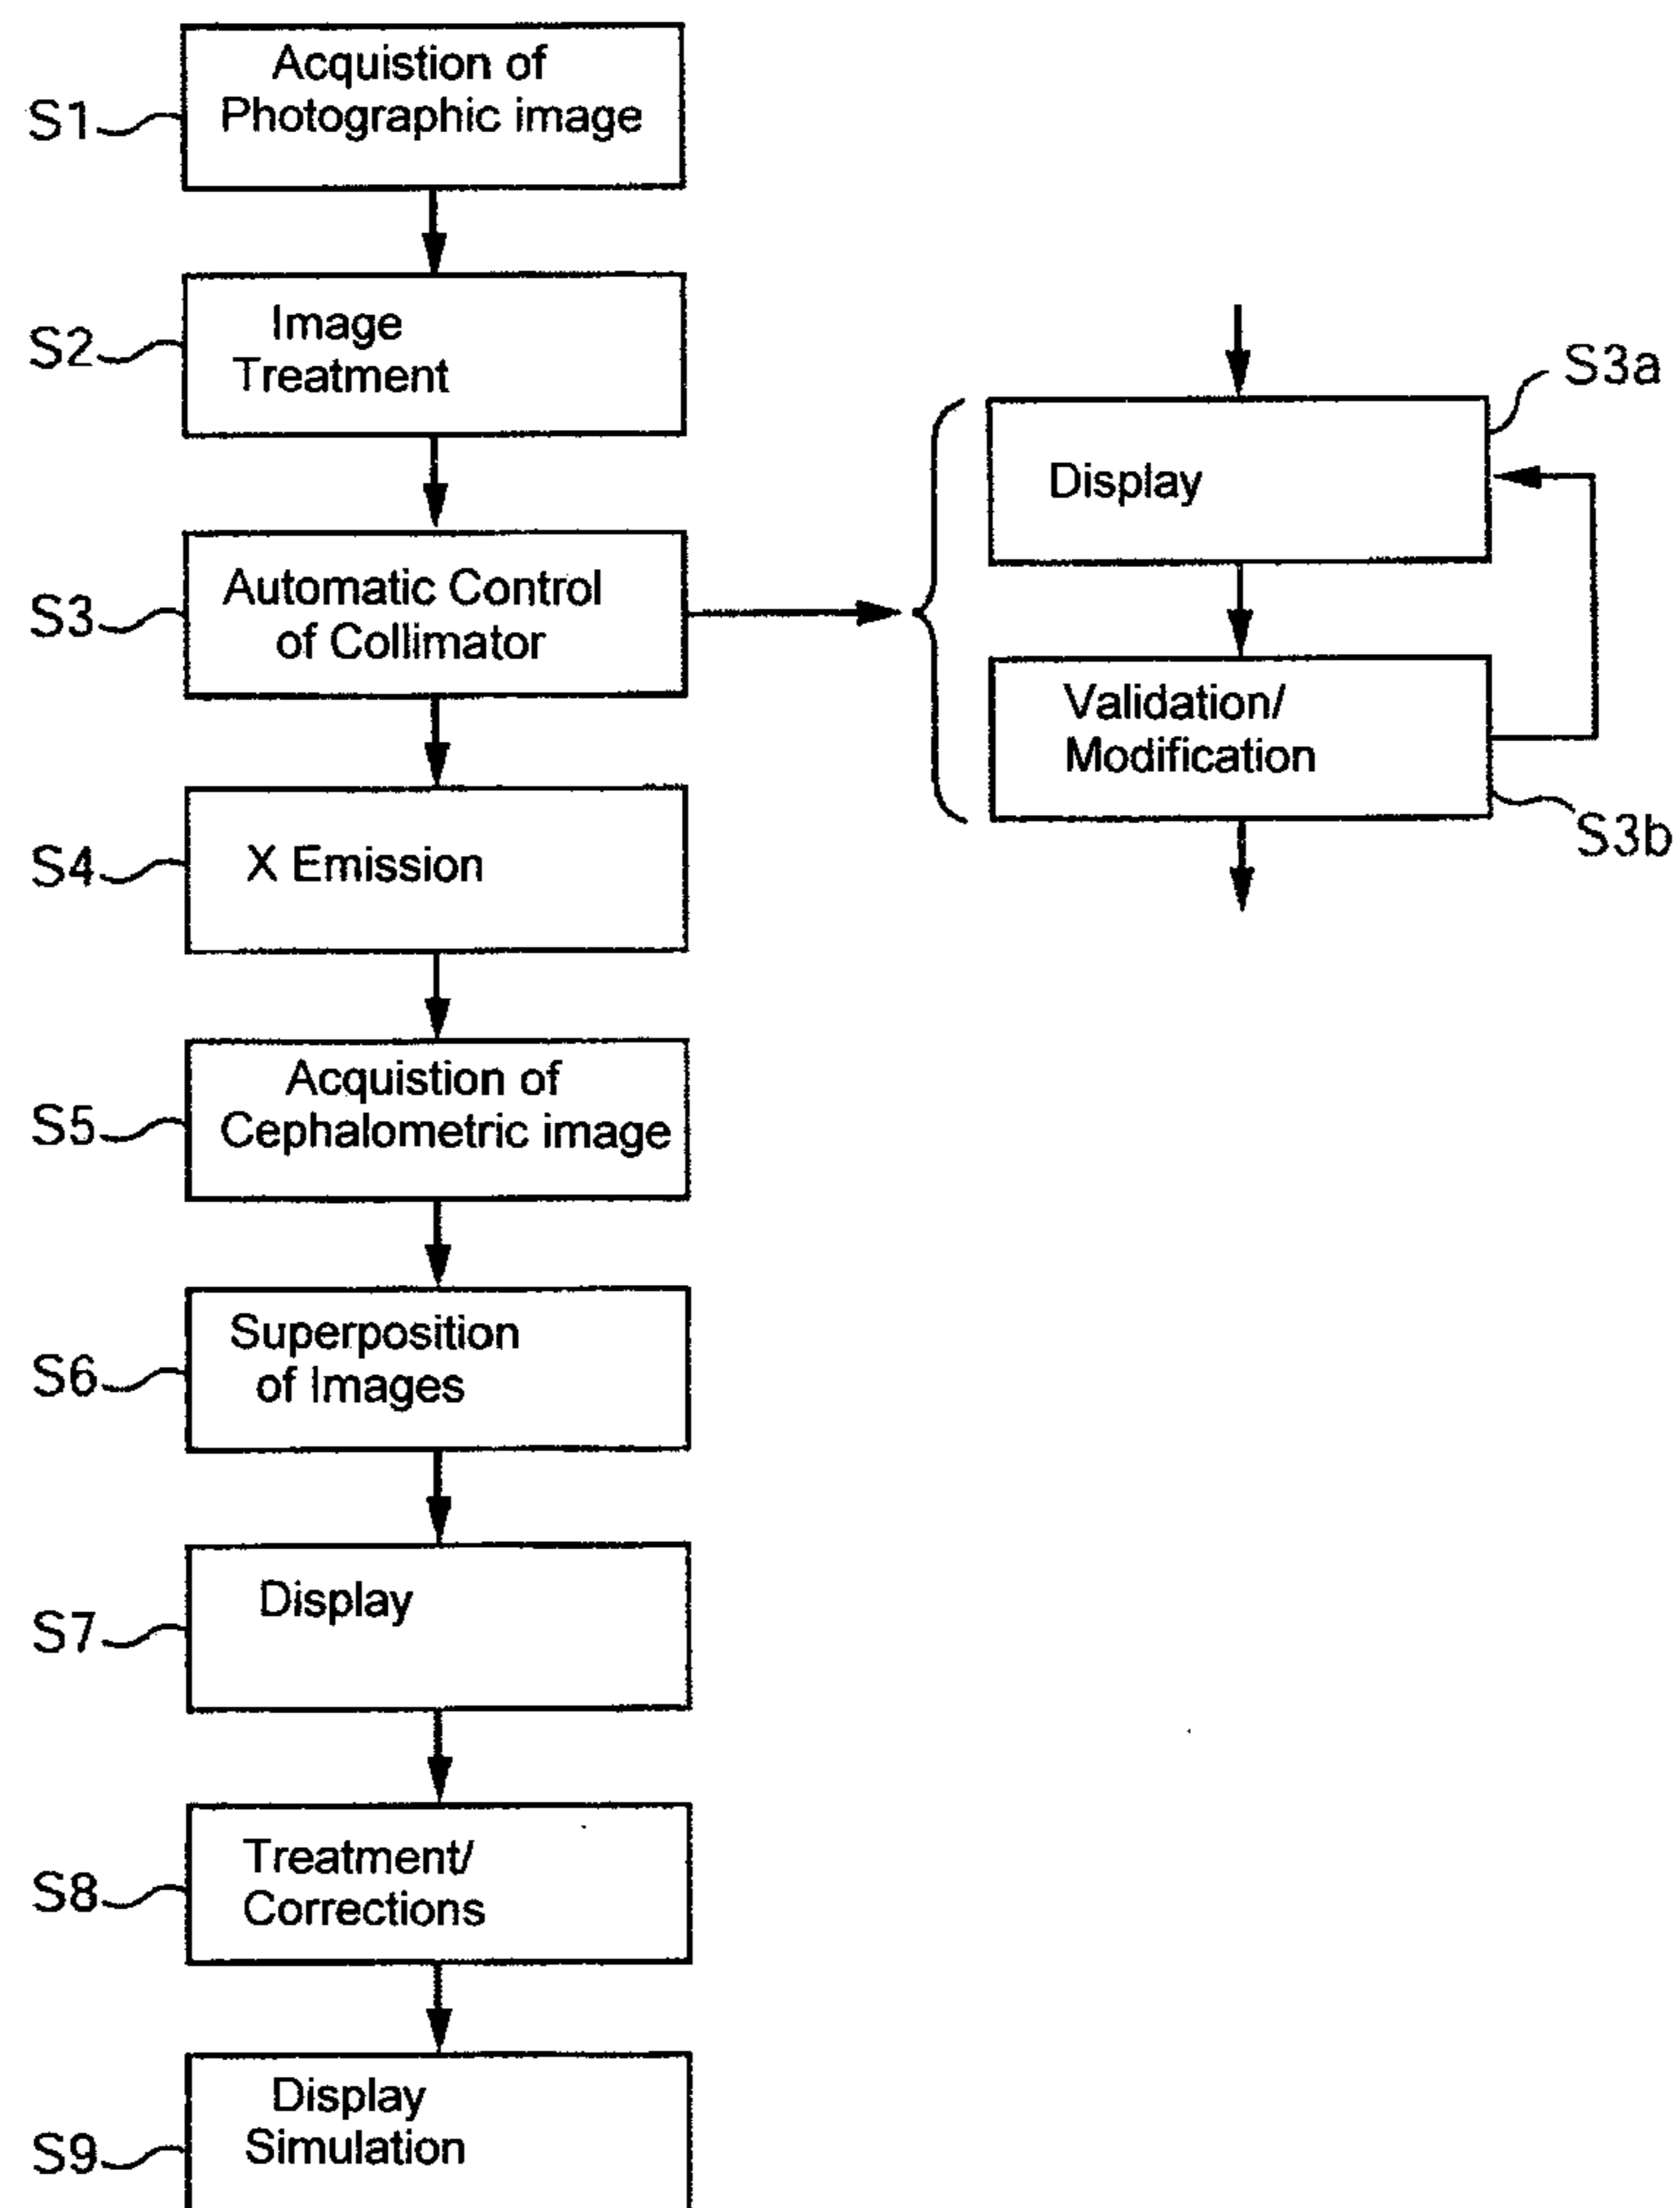 S1
Acquistion of
Photographic image
S2
Image
Treatment
S3
Automatic Control
of Collimator
S3a
Display
Validation/
Modification
S3b
S4
X Emission
S5
Acquistion of
Cephalometric image
S6
Superposition
of Images
S7
Display
S8
Treatment/
Corrections
S9
Display
Simulation